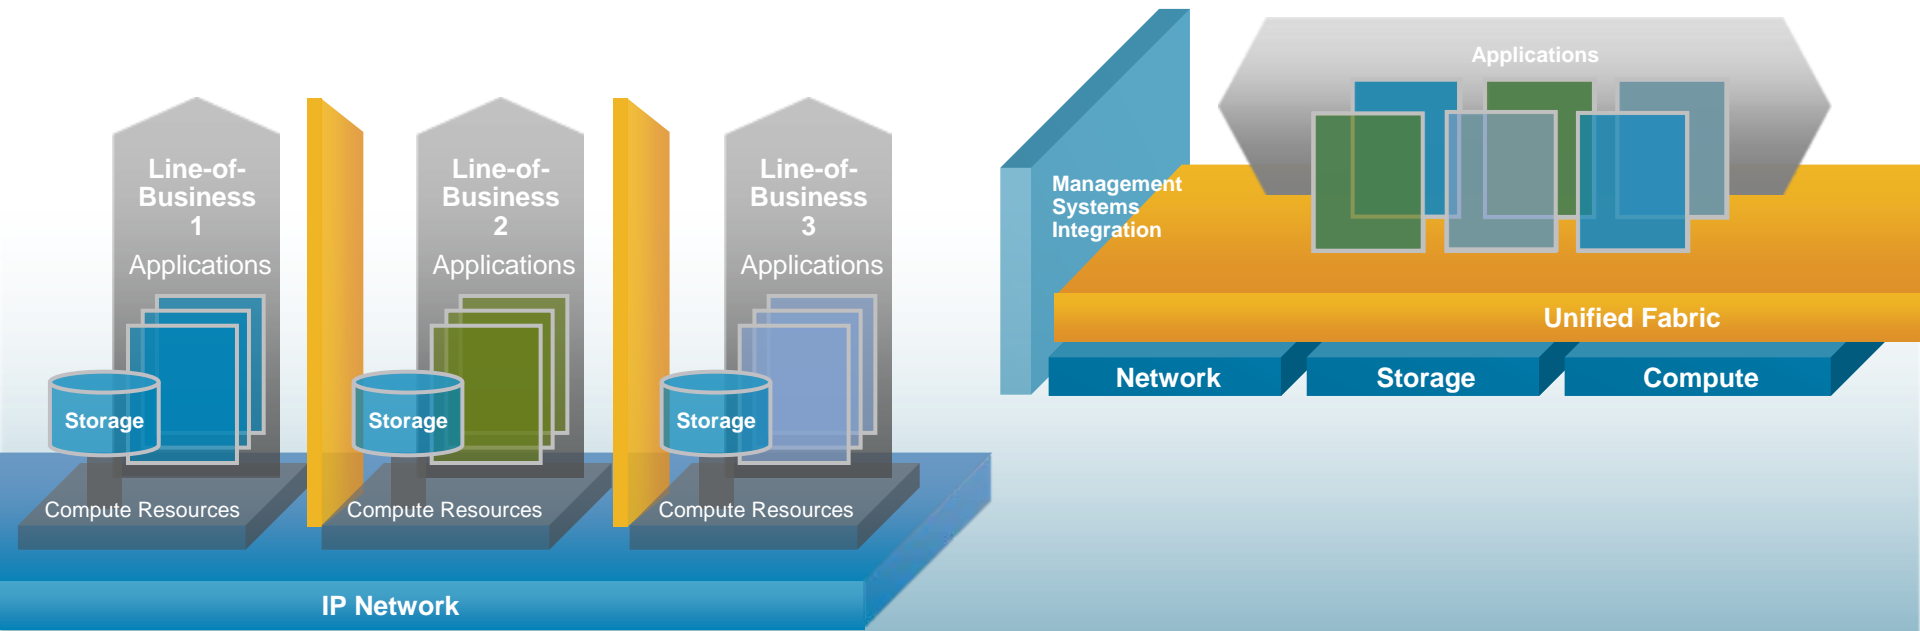 Line-of-
Business
1
Applications
Storage
Compute Resources
Line-of-
Business
2
Applications
Storage
Compute Resources
Line-of-
Business
3
Applications
Storage
Compute Resources
IP Network
Management
Systems
Integration
Applications
Unified Fabric
Network
Storage
Compute